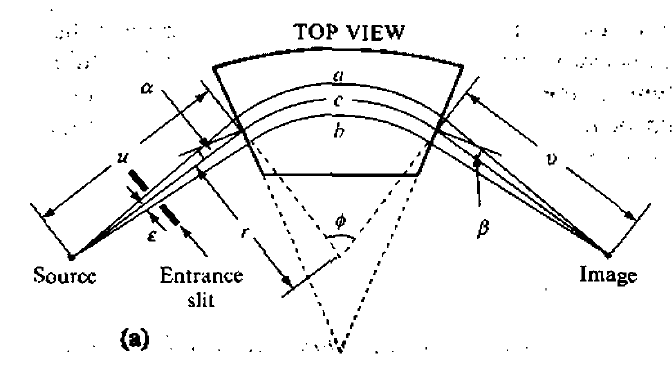 TOP VIEW
a
α
c
b
u
υ
ϕ
β
ε
r
Source
Entrance
slit
Image
(a)